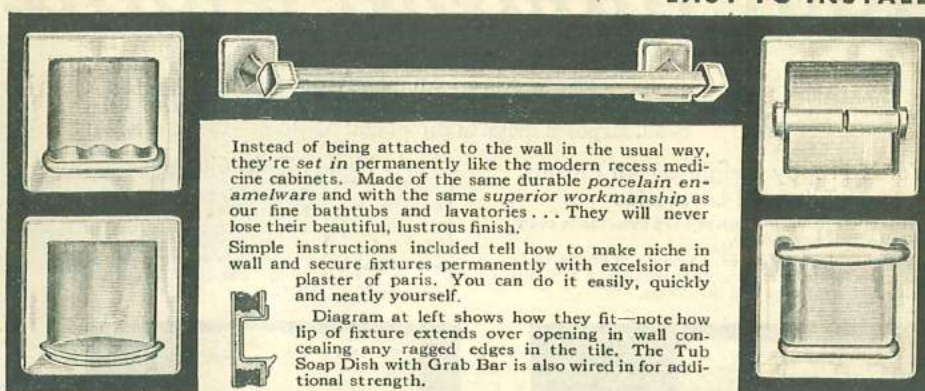 EASY TO INSTALL
Instead of being attached to the wall in the usual way,
they're set in permanently like the modern recess medi-
cine cabinets. Made of the same durable porcelain en-
amelware and with the same superior workmanship as
our fine bathtubs and lavatories... They will never
lose their beautiful, lustrous finish.
Simple instructions included tell how to make niche in
wall and secure fixtures permanently with excelsior and
plaster of paris. You can do it easily, quickly
and neatly yourself.
Diagram at left shows how they fit—note how
lip of fixture extends over opening in wall con-
cealing any ragged edges in the tile. The Tub
Soap Dish with Grab Bar is also wired in for addi-
tional strength.